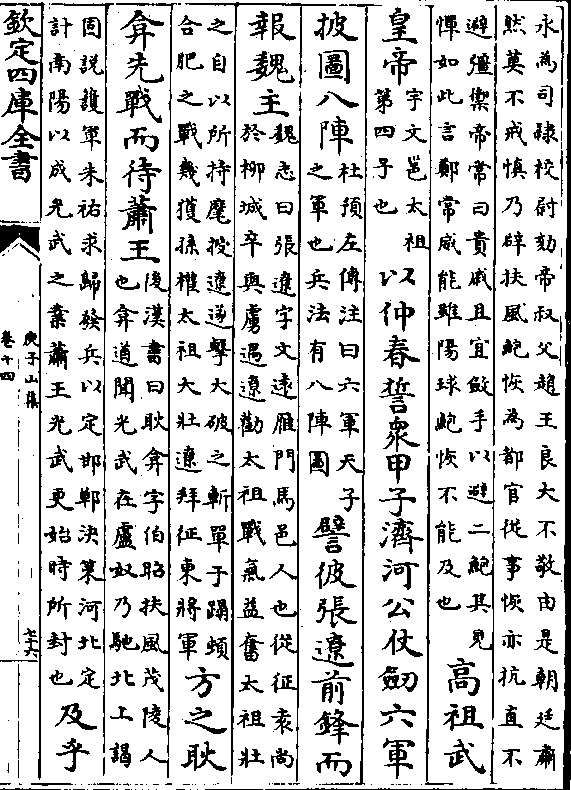 永為司隸校尉劾帝叔父趙王良大不敬由是朝廷肅
然莫不戒慎乃辟扶風鮑恢為都官從事恢亦抗直不
避彊禦帝常曰貴戚且宜斂手以避二鮑其見
憚如此言鄭常威能雖陽球鮑恢不能及也
高祖武
皇帝
宇文邕太祖
第四子也
以仲春誓衆甲子濟河公仗劒六軍
披圖八陣
杜預左傳注曰六軍天子
之軍也兵法有八陣圖
譬彼張遼前鋒而
報魏主
魏志曰張遼字文遠雁門馬邑人也從征袁尚
於柳城卒與虜遇遼勸太祖戰氣益奮太祖壯
之自以所持麾授遼遂擊大破之斬單于蹋頓
合肥之戰幾獲孫權太祖大壯遼拜征東將軍
方之耿
弇先戰而待蕭王
後漢書曰耿弇字伯昭扶風茂陵人
也弇道聞光武在盧奴乃馳北上謁
因說護軍朱祐求歸發兵以定邯鄲決策河北定
計南陽以成光武之業蕭王光武更始時所封也
及乎
欽定四庫全書
庾子山集
卷十四
七十六